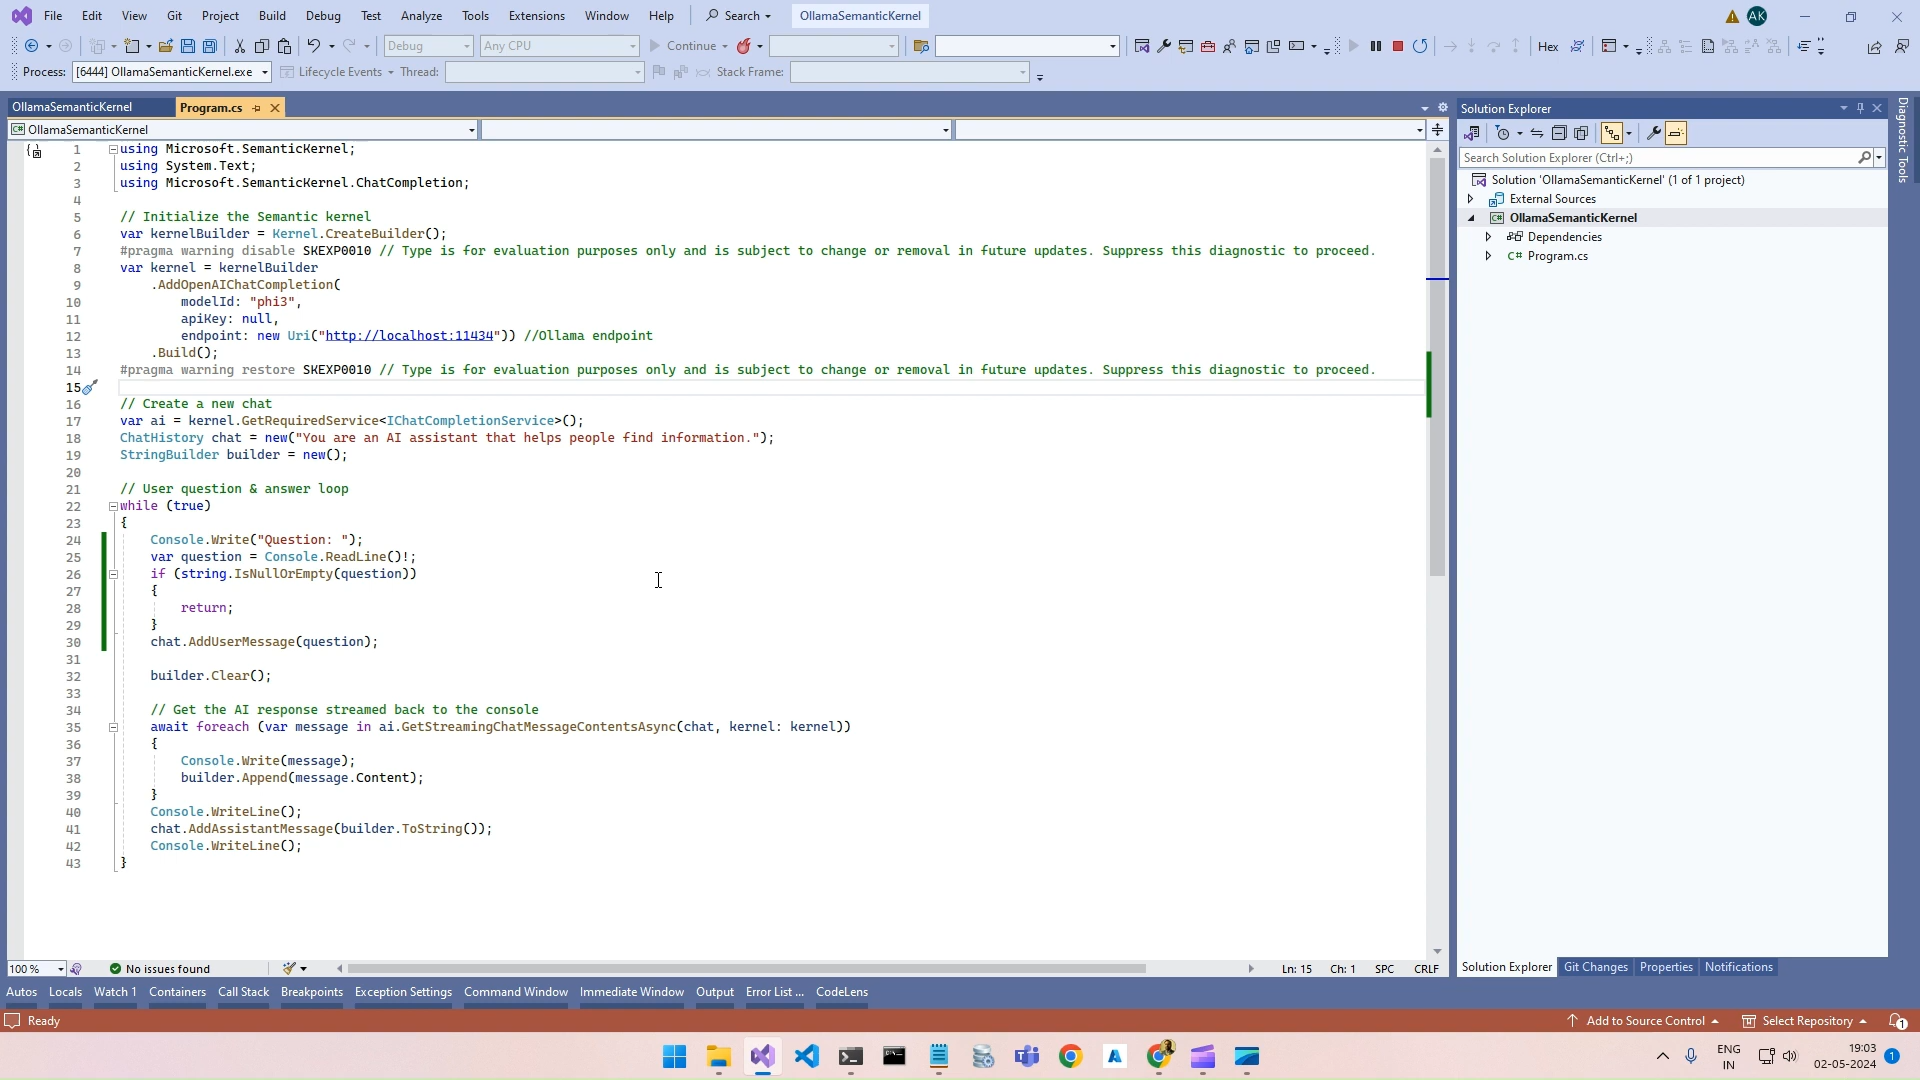 File Edit View Git Project Build Debug Test Analyze Tools Extensions Window Help Search OllamaSemanticKernel AK
Debug Any CPU Continue Hex
Process: [6444] OllamaSemanticKernel.exe Lifecycle Events Thread: Stack Frame:
OllamaSemanticKernel Program.cs
OllamaSemanticKernel
1 using Microsoft.SemanticKernel;
2 using System.Text;
3 using Microsoft.SemanticKernel.ChatCompletion;
4
5 // Initialize the Semantic kernel
6 var kernelBuilder = Kernel.CreateBuilder();
7 #pragma warning disable SKEXP0010 // Type is for evaluation purposes only and is subject to change or removal in future updates. Suppress this diagnostic to proceed.
8 var kernel = kernelBuilder
9 .AddOpenAIChatCompletion(
10 modelId: "phi3",
11 apiKey: null,
12 endpoint: new Uri("http://localhost:11434")) //Ollama endpoint
13 .Build();
14 #pragma warning restore SKEXP0010 // Type is for evaluation purposes only and is subject to change or removal in future updates. Suppress this diagnostic to proceed.
15
16 // Create a new chat
17 var ai = kernel.GetRequiredService<IChatCompletionService>();
18 ChatHistory chat = new("You are an AI assistant that helps people find information.");
19 StringBuilder builder = new();
20
21 // User question & answer loop
22 while (true)
23 {
24 Console.Write("Question: ");
25 var question = Console.ReadLine()!;
26 if (string.IsNullOrEmpty(question))
27 {
28 return;
29 }
30 chat.AddUserMessage(question);
31
32 builder.Clear();
33
34 // Get the AI response streamed back to the console
35 await foreach (var message in ai.GetStreamingChatMessageContentsAsync(chat, kernel: kernel))
36 {
37 Console.Write(message);
38 builder.Append(message.Content);
39 }
40 Console.WriteLine();
41 chat.AddAssistantMessage(builder.ToString());
42 Console.WriteLine();
43 }
100 % No issues found Ln: 15 Ch: 1 SPC CRLF
Solution Explorer
Search Solution Explorer (Ctrl+;)
Solution 'OllamaSemanticKernel' (1 of 1 project)
External Sources
C# OllamaSemanticKernel
Dependencies
C# Program.cs
Solution Explorer Git Changes Properties Notifications
Diagnostic Tools
Autos Locals Watch 1 Containers Call Stack Breakpoints Exception Settings Command Window Immediate Window Output Error List ... CodeLens
Ready Add to Source Control Select Repository 1
ENG
IN
19:03
02-05-2024
1